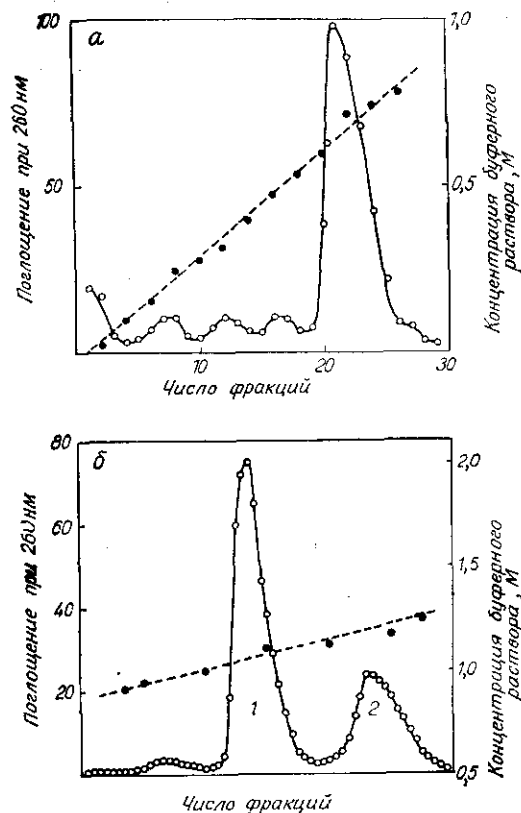 а
100
50
Поглощение при 260 нм
1,0
0,5
Концентрация буферного
раствора, М
10
20
30
Число фракций
б
80
60
40
20
Поглощение при 260 нм
2,0
1,5
1,0
0,5
Концентрация буферного
раствора, М
1
2
Число фракций